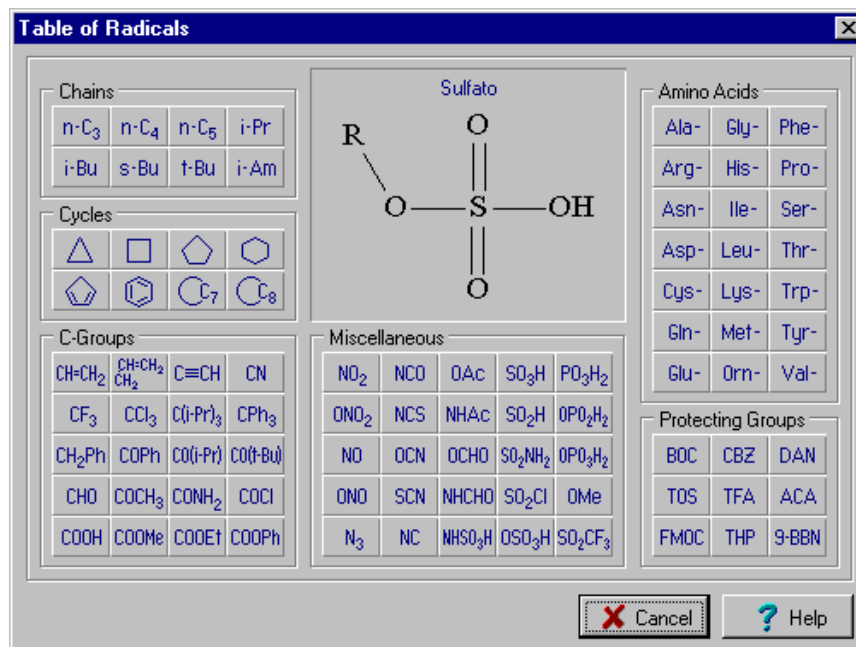 Table of Radicals
Chains
n-C₃ n-C₄ n-C₅ i-Pr
i-Bu s-Bu t-Bu i-Am
Cycles
C₇ C₈
C-Groups
CH=CH₂ CH=CH₂ CH₂ C≡CH CN
CF₃ CCl₃ C(i-Pr)₃ CPh₃
CH₂Ph COPh CO(i-Pr) CO(t-Bu)
CHO COCH₃ CONH₂ COCl
COOH COOMe COOEt COOPh
Sulfato
R
O
O S OH
O
Miscellaneous
NO₂ NCO OAc SO₃H PO₃H₂
ONO₂ NCS NHAc SO₂H OPO₂H₂
NO OCN OCHO SO₂NH₂ OPO₃H₂
ONO SCN NHCHO SO₂Cl OMe
N₃ NC NHSO₃H OSO₃H SO₂CF₃
Amino Acids
Ala- Gly- Phe-
Arg- His- Pro-
Asn- Ile- Ser-
Asp- Leu- Thr-
Cys- Lys- Trp-
Gln- Met- Tyr-
Glu- Orn- Val-
Protecting Groups
BOC CBZ DAN
TOS TFA ACA
FMOC THP 9-BBN
Cancel
Help